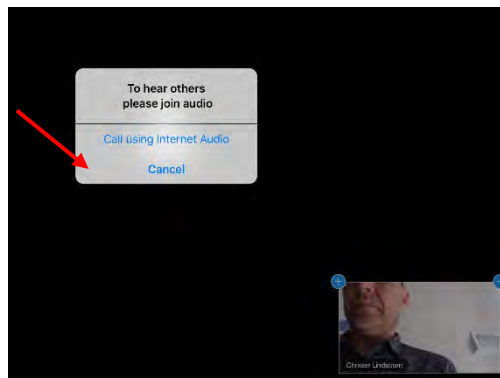 To hear others
please join audio
Call using Internet Audio
Cancel
Christer Lindstrom